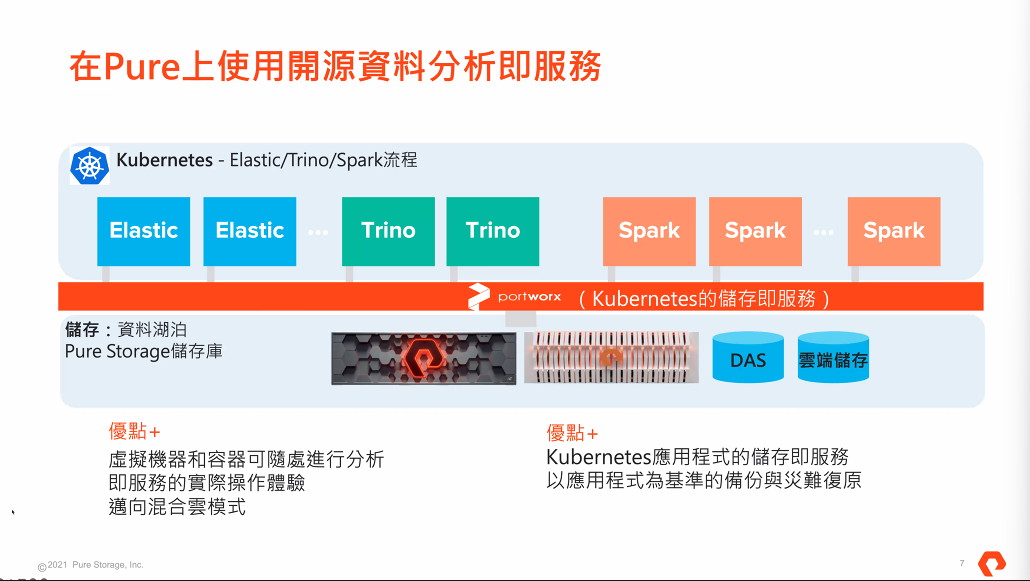 在Pure上使用開源資料分析即服務
Kubernetes - Elastic/Trino/Spark流程
Elastic Elastic ... Trino Trino Spark Spark ... Spark
portworx （Kubernetes的儲存即服務）
儲存：資料湖泊
Pure Storage儲存庫
DAS 雲端儲存
優點+
虛擬機器和容器可隨處進行分析
即服務的實際操作體驗
邁向混合雲模式
優點+
Kubernetes應用程式的儲存即服務
以應用程式為基準的備份與災難復原
©2021 Pure Storage, Inc.
7